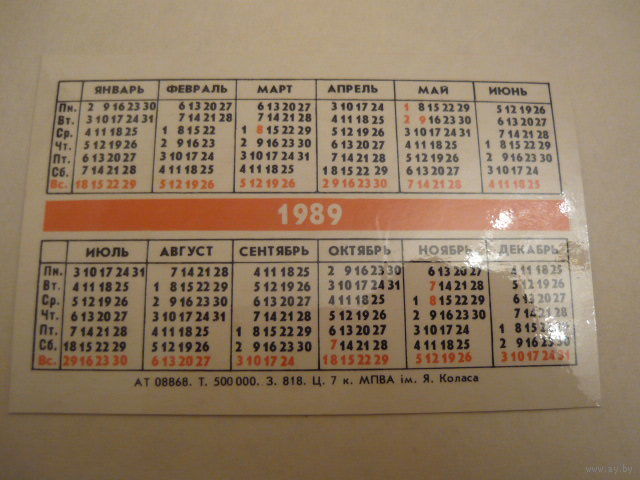 ЯНВАРЬ ФЕВРАЛЬ МАРТ АПРЕЛЬ МАЙ ИЮНЬ
Пн. 2 9 16 23 30 6 13 20 27 6 13 20 27 3 10 17 24 1 8 15 22 29 5 12 19 26
Вт. 3 10 17 24 31 7 14 21 28 7 14 21 28 4 11 18 25 2 9 16 23 30 6 13 20 27
Ср. 4 11 18 25 1 8 15 22 1 8 15 22 29 5 12 19 26 3 10 17 24 31 7 14 21 28
Чт. 5 12 19 26 2 9 16 23 2 9 16 23 30 6 13 20 27 4 11 18 25 1 8 15 22 29
Пт. 6 13 20 27 3 10 17 24 3 10 17 24 31 7 14 21 28 5 12 19 26 2 9 16 23 30
Сб. 7 14 21 28 4 11 18 25 4 11 18 25 1 8 15 22 29 6 13 20 27 3 10 17 24
Вс. 1 8 15 22 29 5 12 19 26 5 12 19 26 2 9 16 23 30 7 14 21 28 4 11 18 25
1989
ИЮЛЬ АВГУСТ СЕНТЯБРЬ ОКТЯБРЬ НОЯБРЬ ДЕКАБРЬ
Пн. 3 10 17 24 31 7 14 21 28 4 11 18 25 2 9 16 23 30 6 13 20 27 4 11 18 25
Вт. 4 11 18 25 1 8 15 22 29 5 12 19 26 3 10 17 24 31 7 14 21 28 5 12 19 26
Ср. 5 12 19 26 2 9 16 23 30 6 13 20 27 4 11 18 25 1 8 15 22 29 6 13 20 27
Чт. 6 13 20 27 3 10 17 24 31 7 14 21 28 5 12 19 26 2 9 16 23 30 7 14 21 28
Пт. 7 14 21 28 4 11 18 25 1 8 15 22 29 6 13 20 27 3 10 17 24 1 8 15 22 29
Сб. 1 8 15 22 29 5 12 19 26 2 9 16 23 30 7 14 21 28 4 11 18 25 2 9 16 23 30
Вс. 2 9 16 23 30 6 13 20 27 3 10 17 24 1 8 15 22 29 5 12 19 26 3 10 17 24 31
АТ 08868. Т. 500 000. З. 818. Ц. 7 к. МПВА ім. Я. Коласа
www.ay.by